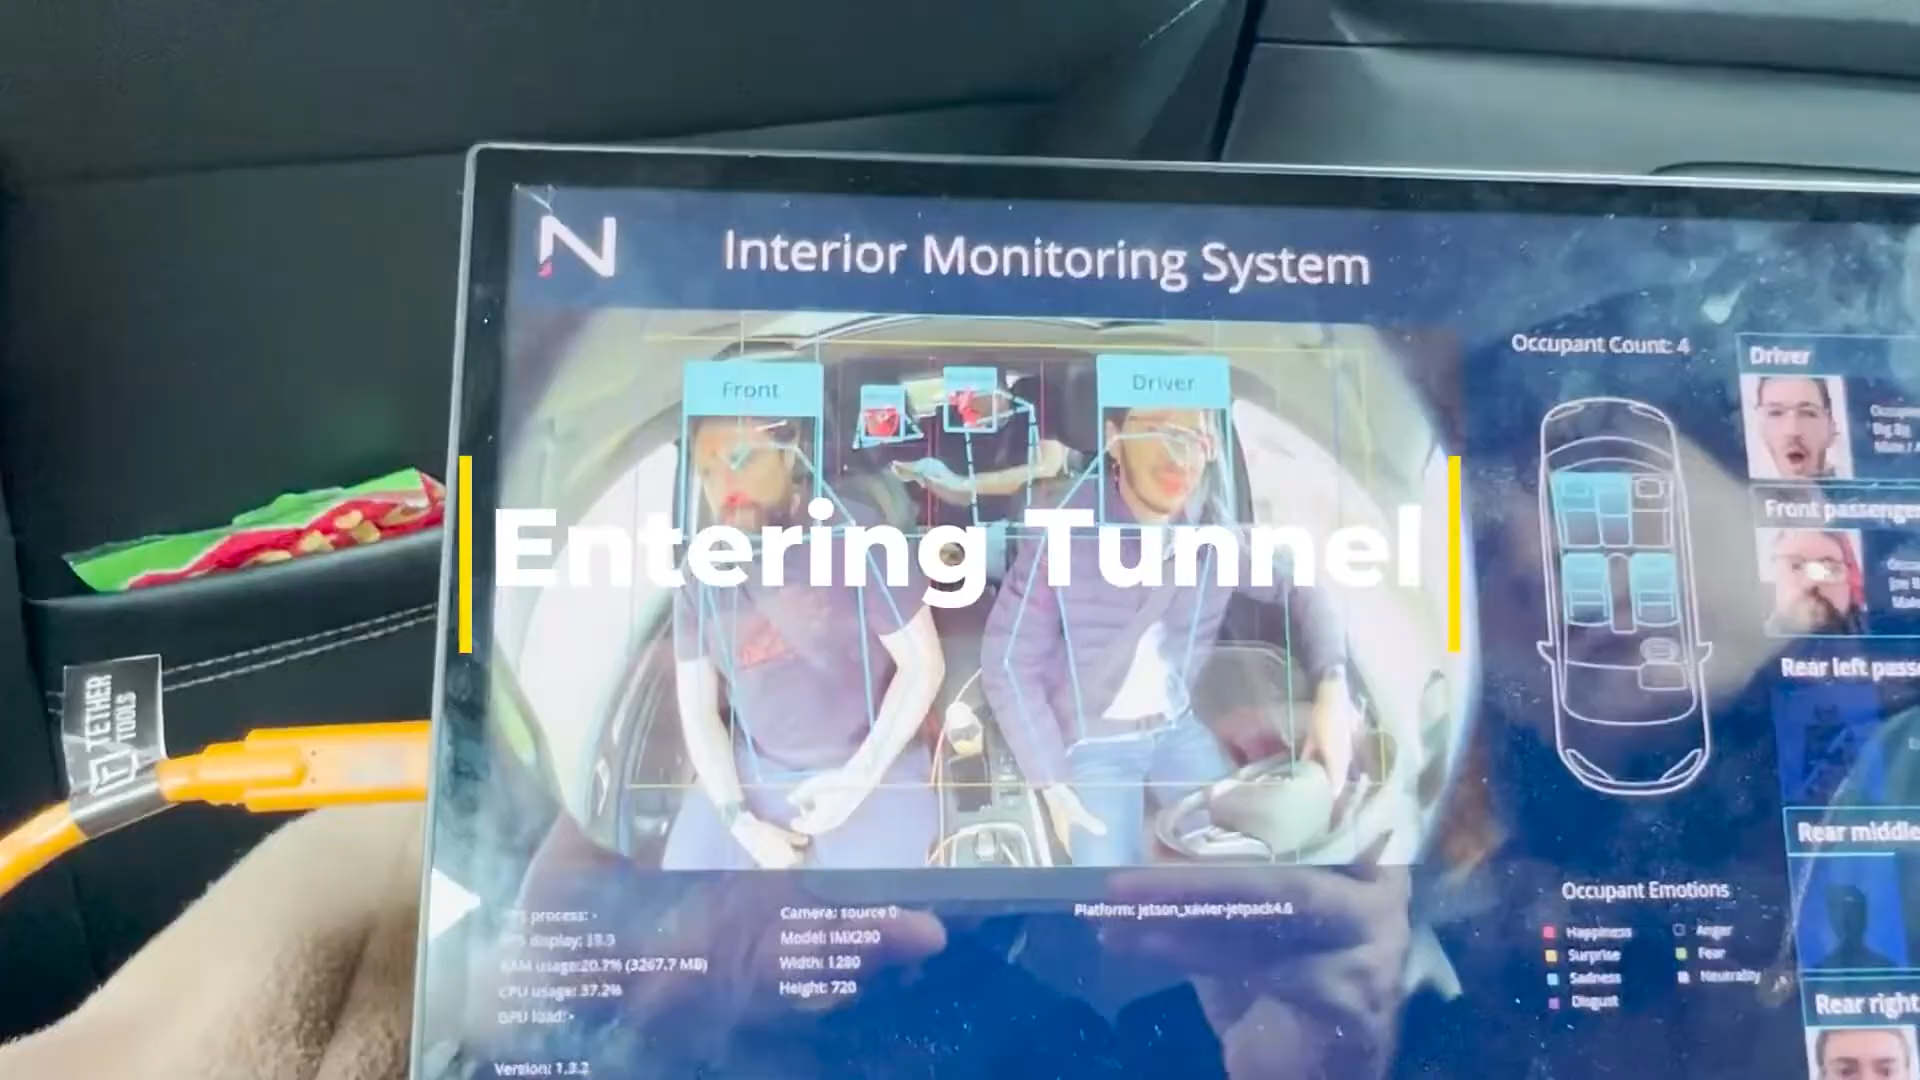 Interior Monitoring System
Occupant Count: 4
Driver
Front
Driver
Front passenger
Entering Tunnel
Rear left passe
TETHER
TOOLS
Rear middle
Occupant Emotions
Happiness
Anger
Surprise
Fear
Sadness
Neutrality
Disgust
Rear right
process: -
display: 19.9
RAM usage:20.7% (3267.7 MB)
CPU usage: 37.2%
GPU load: -
Camera: source 0
Model: IMX290
Width: 1280
Height: 720
Platform: jetson_xavier-jetpack4.6
Version: 1.3.2